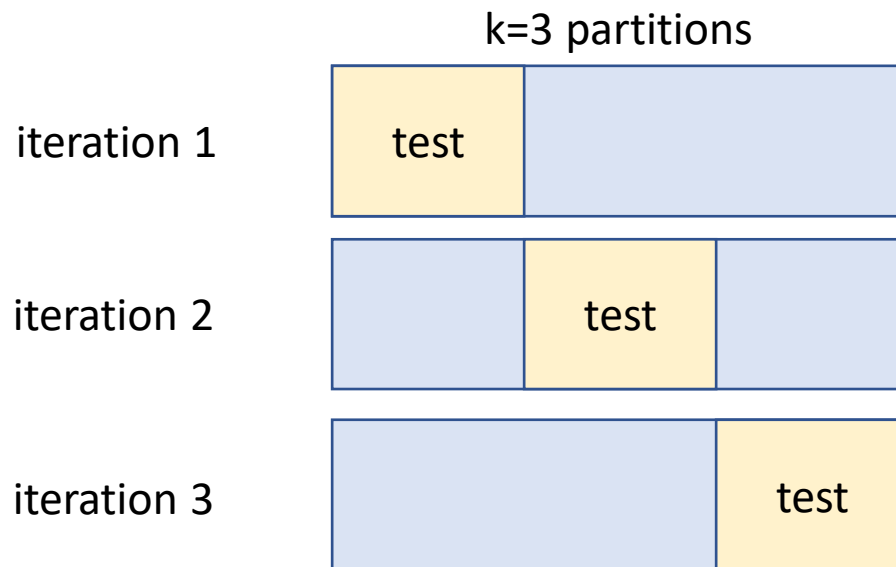 k=3 partitions
iteration 1
test
iteration 2
test
iteration 3
test